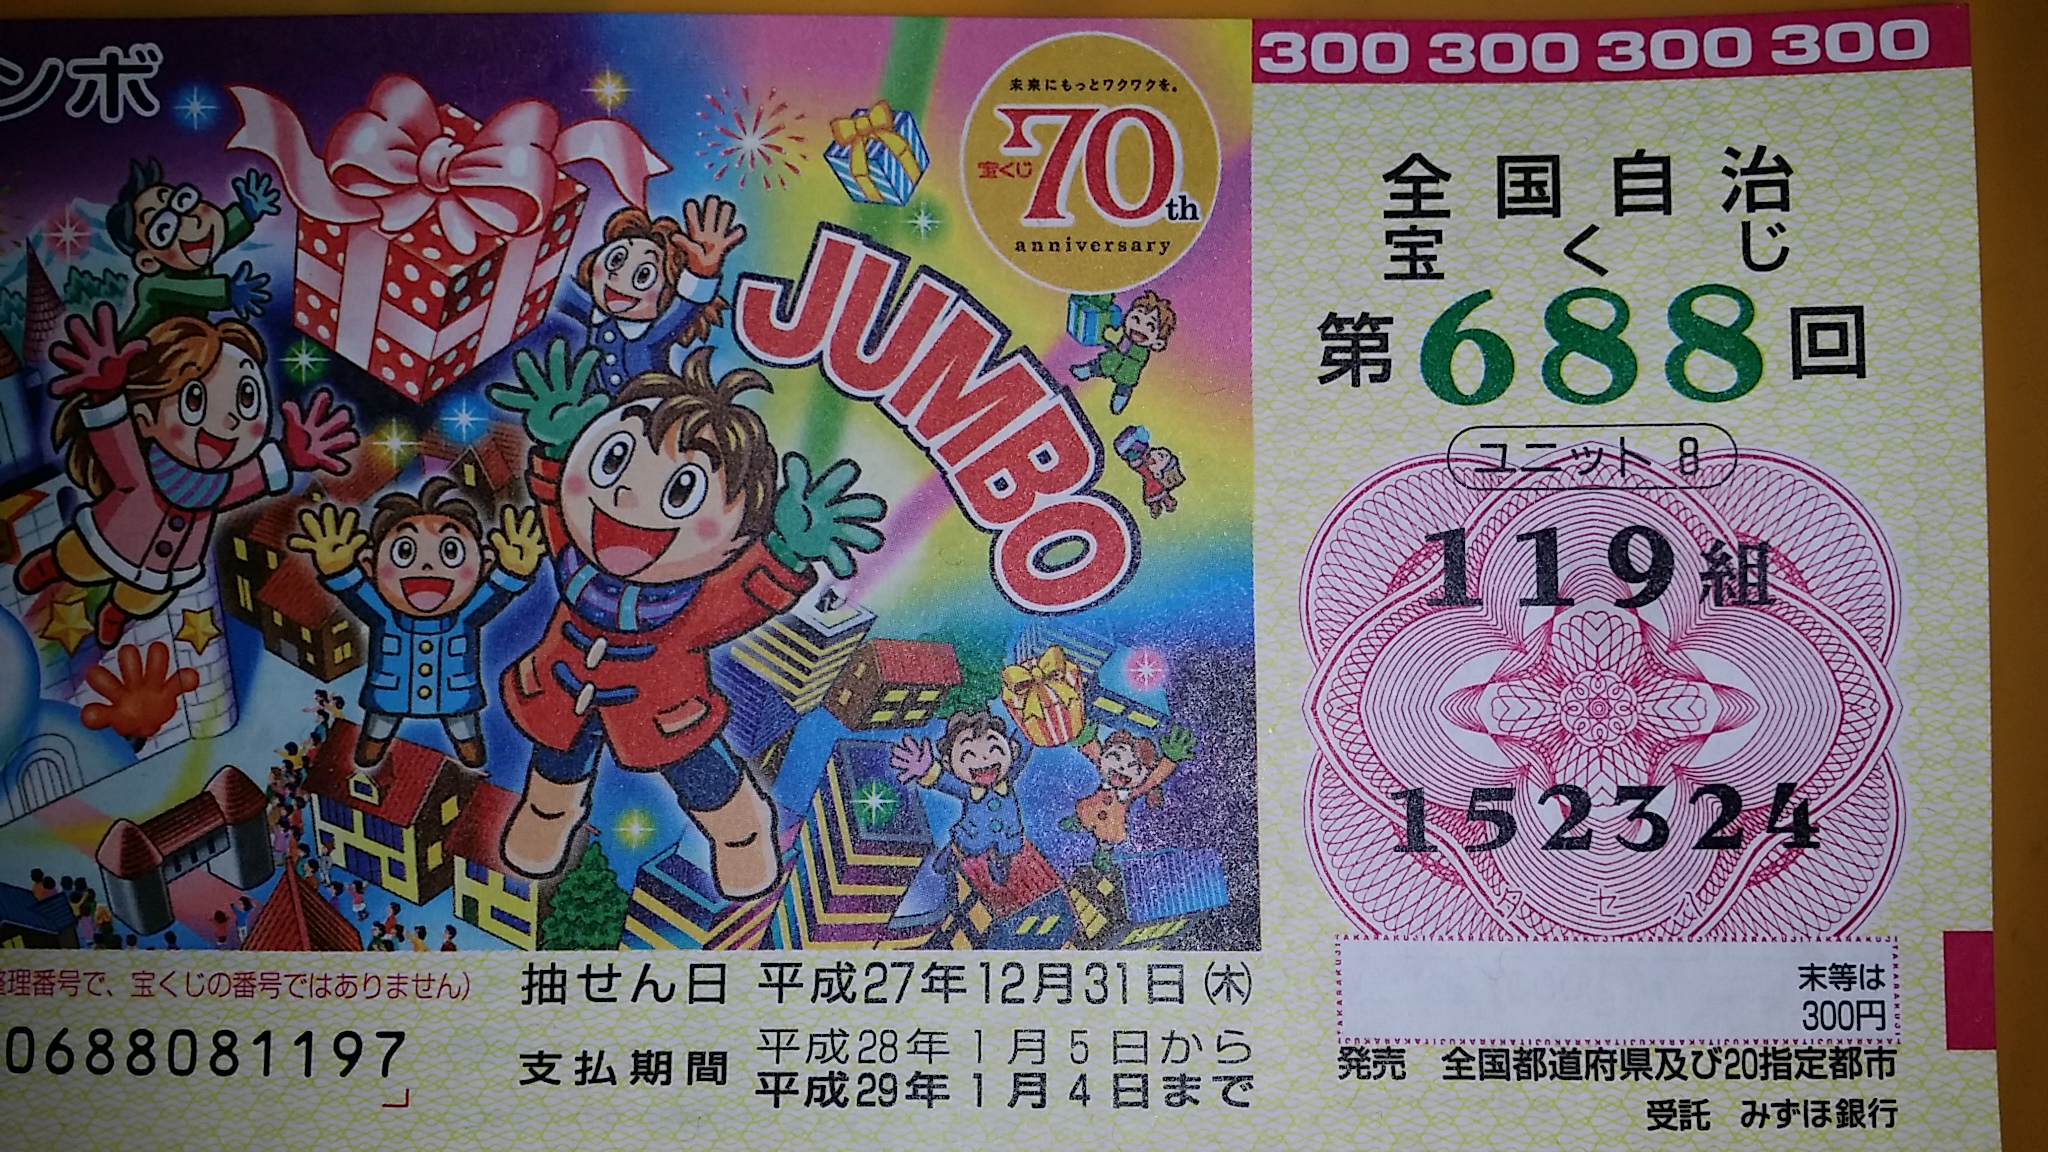 ンボ
未来にもっとワクワクを。
宝くじ
70th
anniversary
JUMBO
300 300 300 300
全国自治
宝くじ
第688回
ユニット 8
119組
152324
末等は
300円
発売 全国都道府県及び20指定都市
受託 みずほ銀行
整理番号で、宝くじの番号ではありません)
0688081197
抽せん日 平成27年12月31日(木)
支払期間 平成28年1月5日から
平成29年1月4日まで